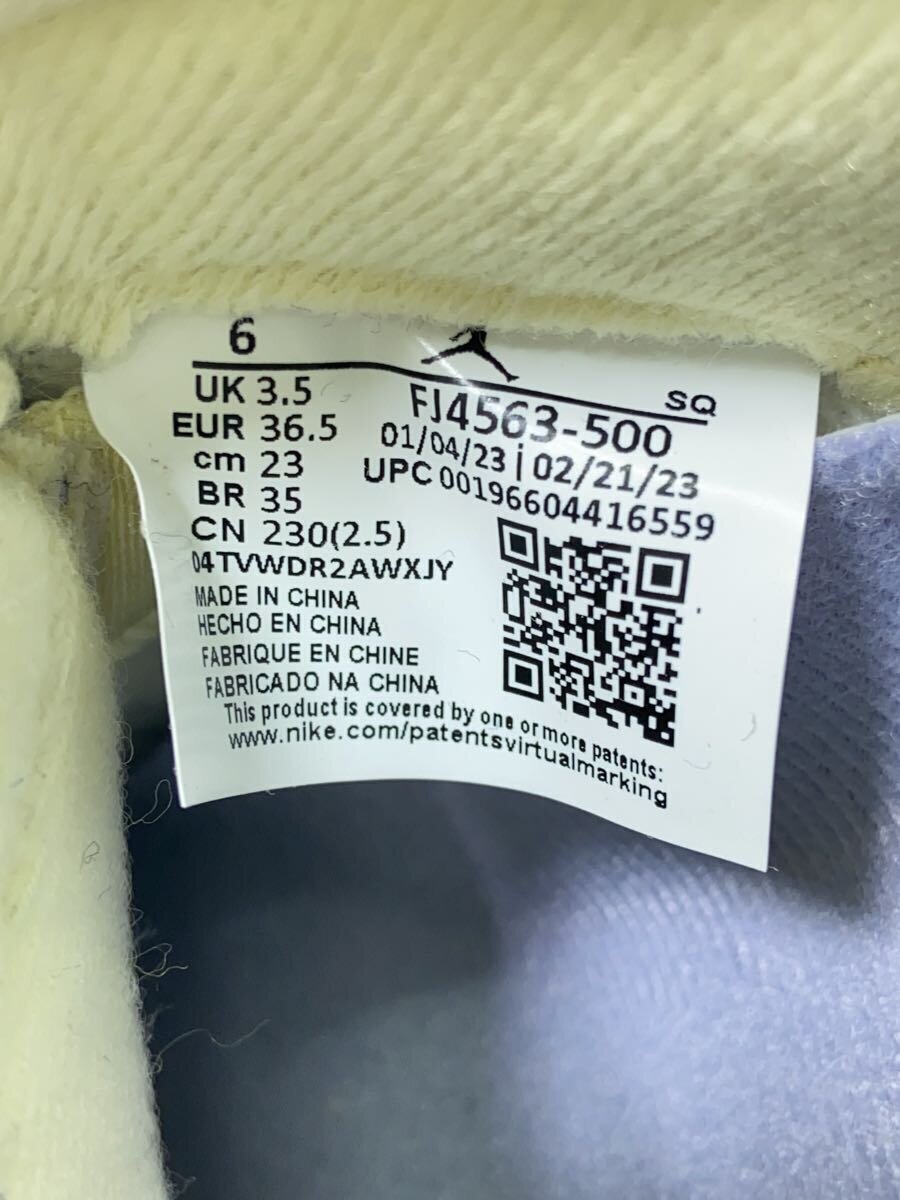 6
SQ
UK 3.5
EUR 36.5
cm 23
BR 35
CN 230(2.5)
FJ4563-500
01/04/23 | 02/21/23
UPC 00196604416559
04TVWDR2AWXJY
MADE IN CHINA
HECHO EN CHINA
FABRIQUE EN CHINE
FABRICADO NA CHINA
This product is covered by one or more patents:
www.nike.com/patentsvirtualmarking